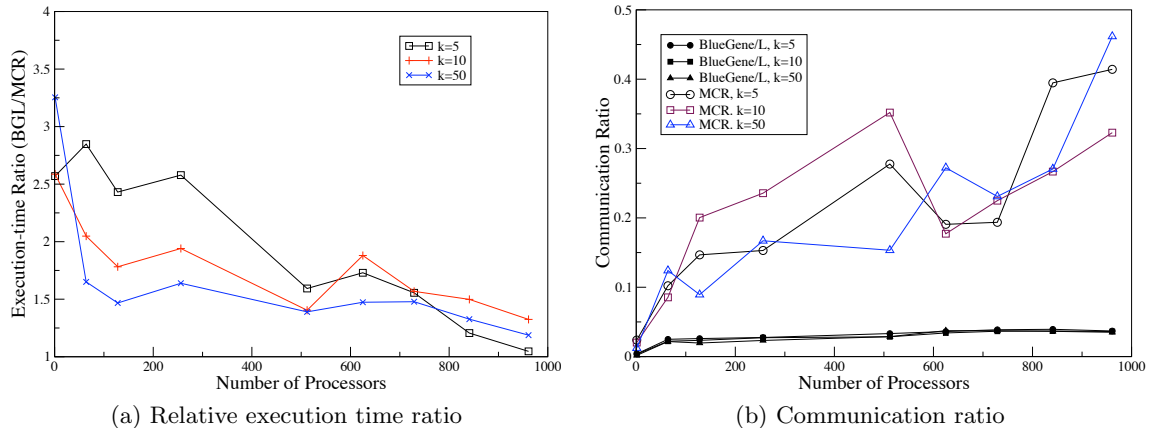 4
3.5
3
2.5
2
1.5
1
0 200 400 600 800 1000
Execution-time Ratio (BGL/MCR)
Number of Processors
k=5
k=10
k=50
(a) Relative execution time ratio
0.5
0.4
0.3
0.2
0.1
0
0 200 400 600 800 1000
Communication Ratio
Number of Processors
BlueGene/L, k=5
BlueGene/L, k=10
BlueGene/L, k=50
MCR, k=5
MCR. k=10
MCR. k=50
(b) Communication ratio